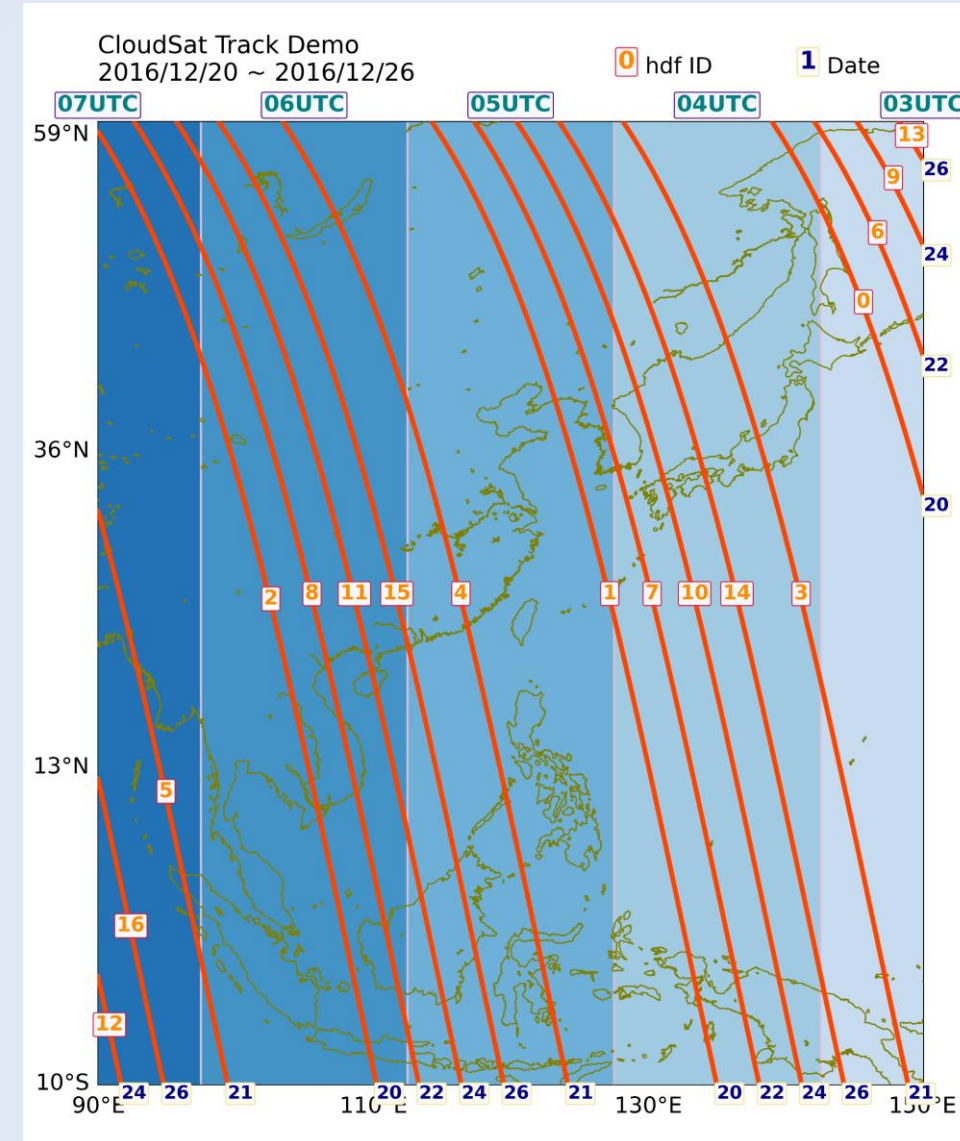 CloudSat Track Demo
2016/12/20 ~ 2016/12/26
0 hdf ID 1 Date
07UTC 06UTC 05UTC 04UTC 03UTC
59°N
13
26
9
6
24
0
22
36°N
20
2 8 11 15 4 1 7 10 14 3
13°N
5
16
12
10°S
24 26 21 20 22 24 26 21 20 22 24 26 21
90°E 110°E 130°E 150°E